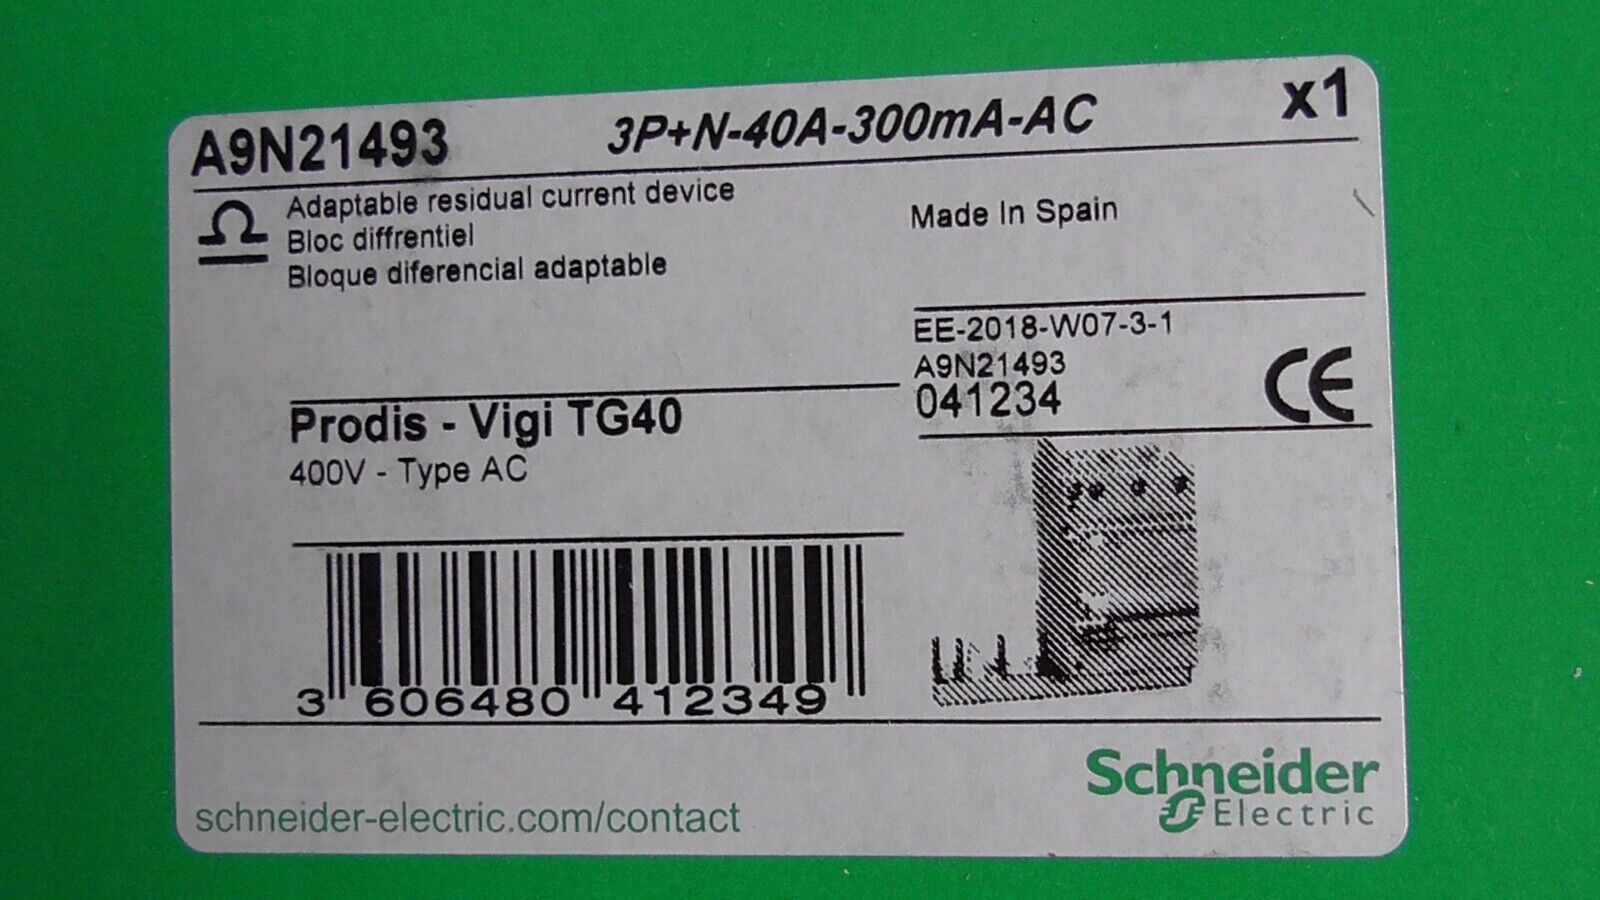 A9N21493 3P+N-40A-300mA-AC x1
Adaptable residual current device
Bloc diffrentiel
Bloque diferencial adaptable
Made In Spain
EE-2018-W07-3-1
A9N21493
041234
CE
Prodis - Vigi TG40
400V - Type AC
3 606480 412349
schneider-electric.com/contact
Schneider
Electric